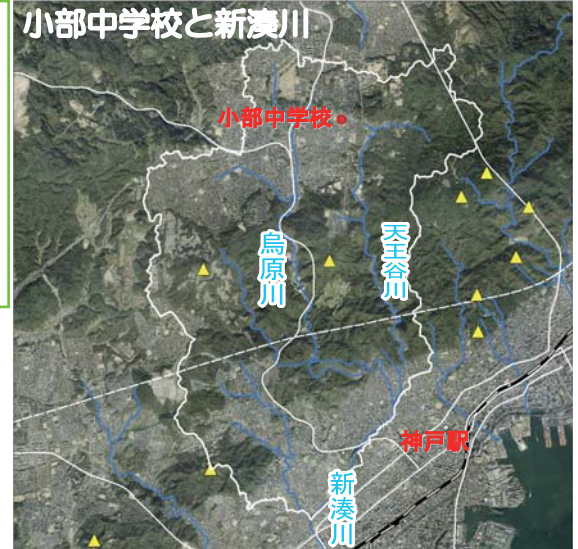 小部中学校と新湊川
小部中学校
烏原川
天王谷川
神戸駅
新湊川